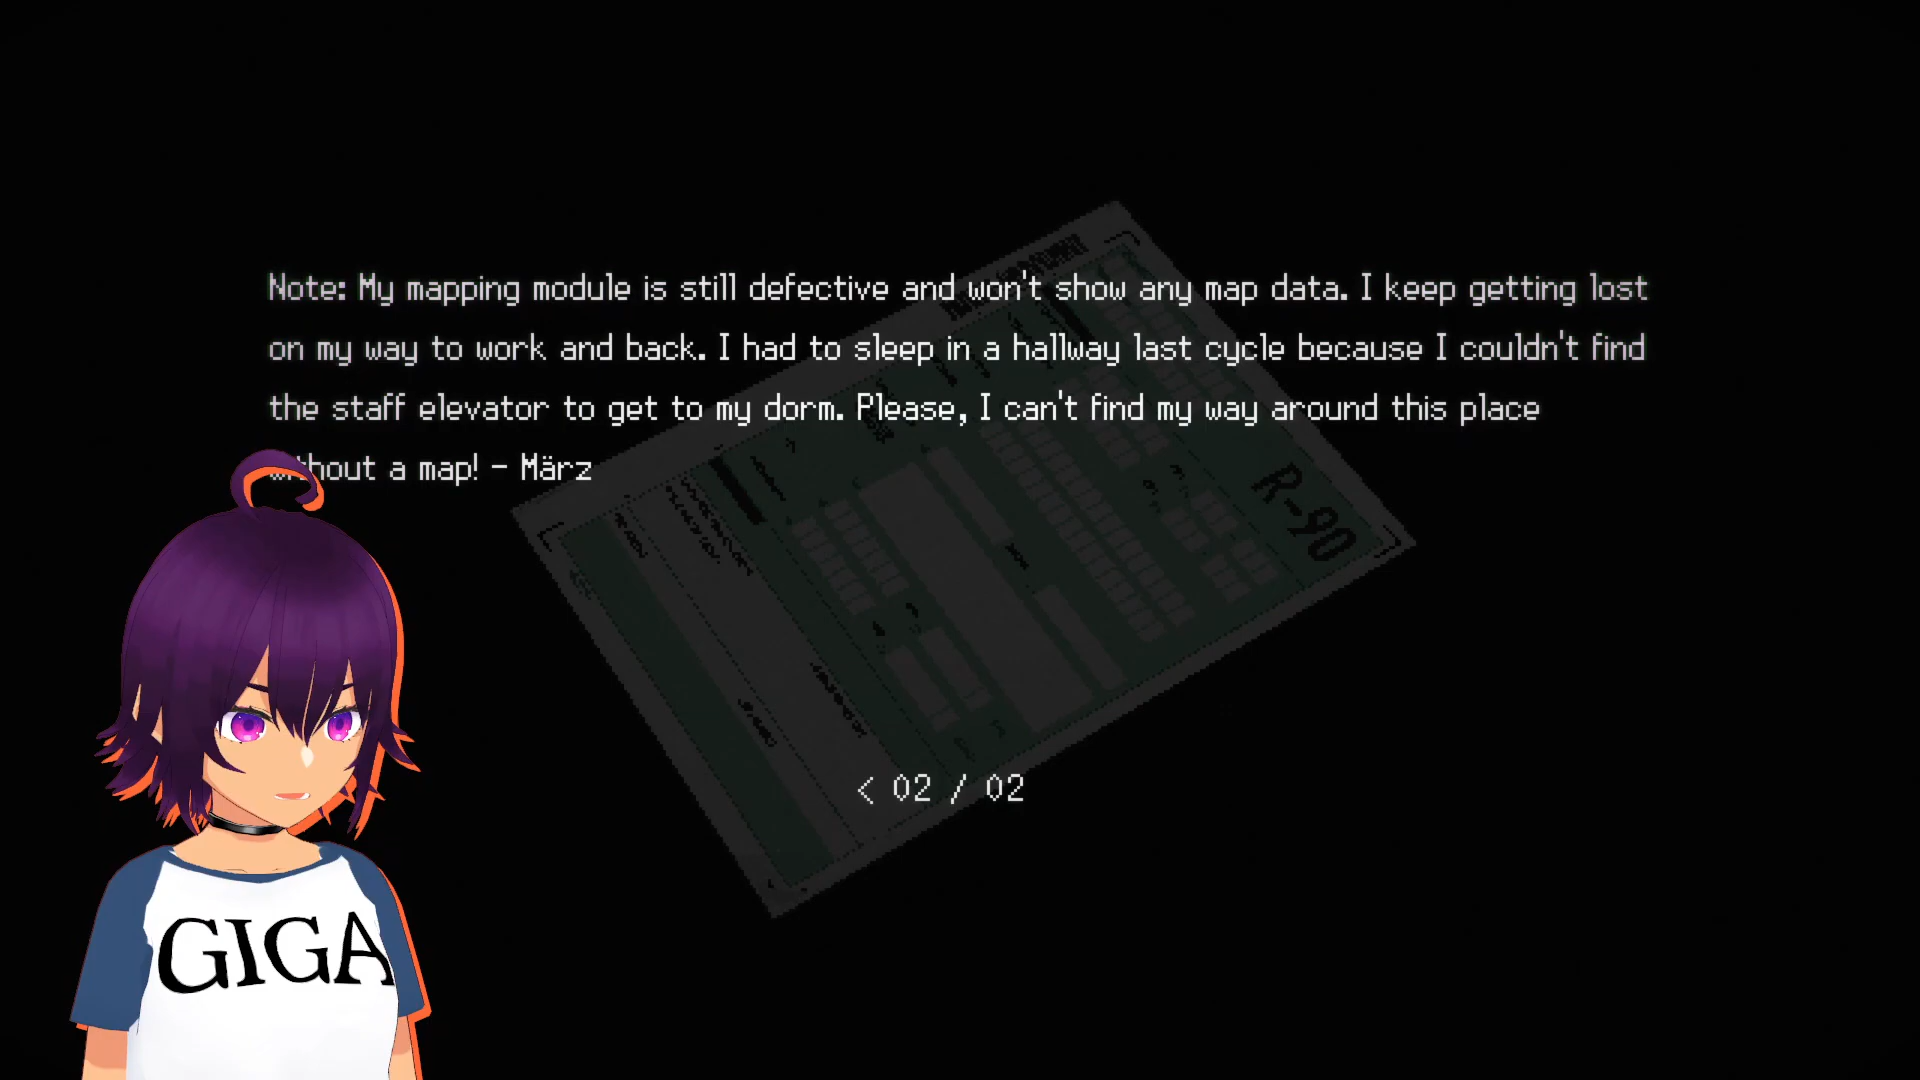 Note: My mapping module is still defective and won't show any map data. I keep getting lost
on my way to work and back. I had to sleep in a hallway last cycle because I couldn't find
the staff elevator to get to my dorm. Please, I can't find my way around this place
without a map! - März
R-90
< 02 / 02
GIGA